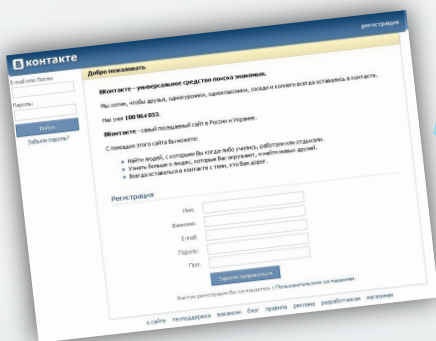 В контакте
регистрация
E-mail или Логин:
Пароль:
Войти
Забыли пароль?
Добро пожаловать
ВКонтакте - универсальное средство поиска знакомых.
Мы хотим, чтобы друзья, однокурсники, одноклассники, соседи и коллеги всегда оставались в контакте.
Нас уже 100 964 853.
ВКонтакте - самый посещаемый сайт в России и Украине.
С помощью этого сайта Вы можете:
Найти людей, с которыми Вы когда-либо учились, работали или отдыхали.
Узнать больше о людях, которые Вас окружают, и найти новых друзей.
Всегда оставаться в контакте с теми, кто Вам дорог.
Регистрация
Имя:
Фамилия:
E-mail:
Пароль:
Пол:
Зарегистрироваться
Фактом регистрации Вы соглашаетесь с Пользовательским соглашением.
о сайте техподдержка вакансии блог правила реклама разработчикам магазинам